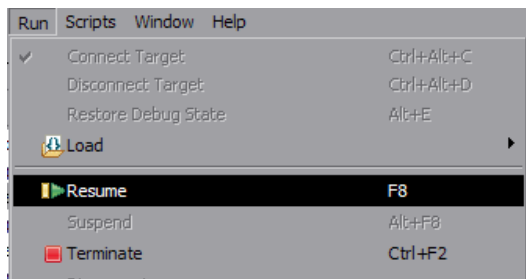 Run Scripts Window Help
Connect Target Ctrl+Alt+C
Disconnect Target Ctrl+Alt+D
Restore Debug State Alt+E
Load
Resume F8
Suspend Alt+F8
Terminate Ctrl+F2